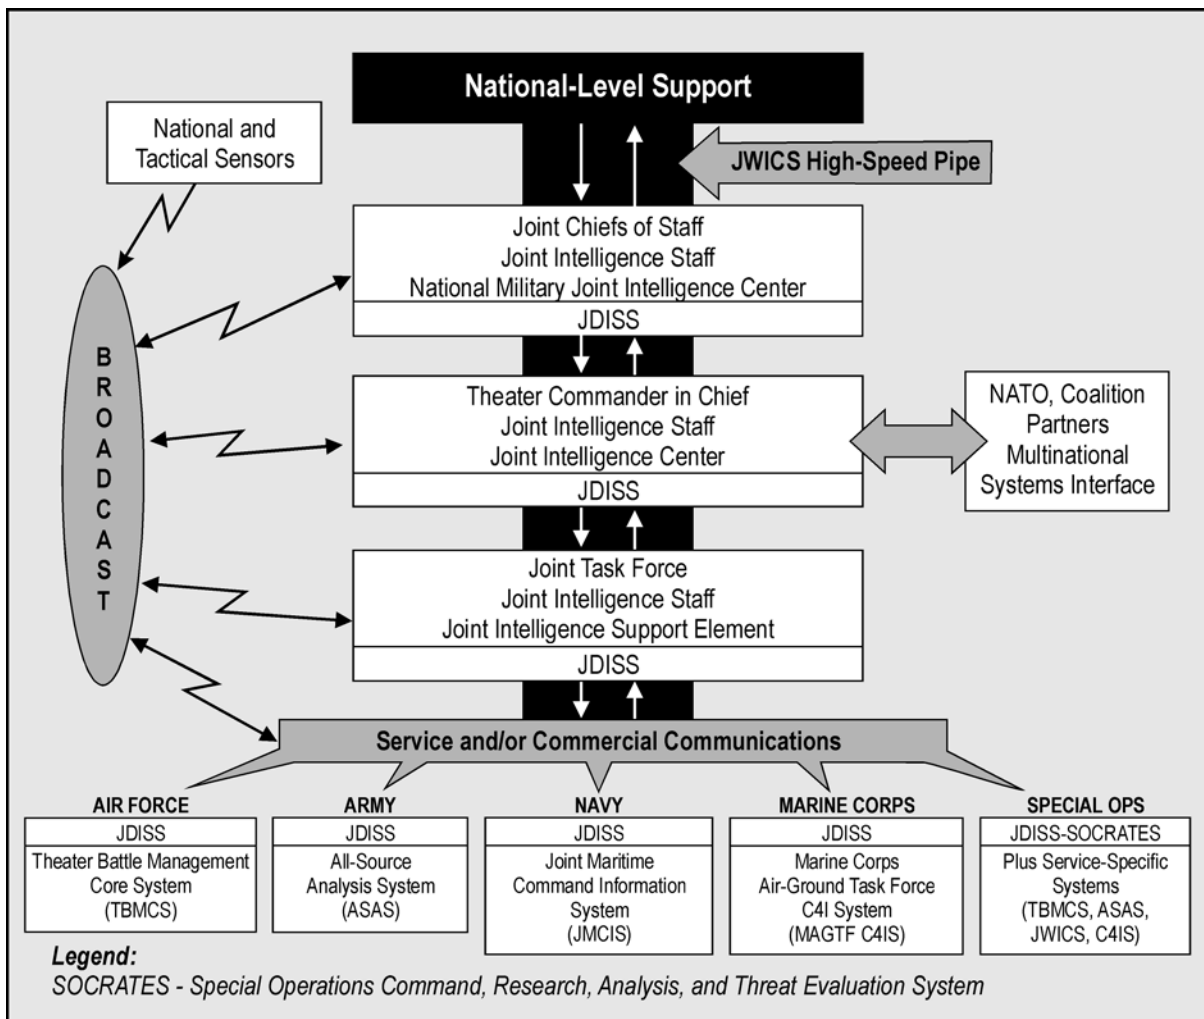 National-Level Support
National and
Tactical Sensors
JWICS High-Speed Pipe
Joint Chiefs of Staff
Joint Intelligence Staff
National Military Joint Intelligence Center
JDISS
BROADCAST
Theater Commander in Chief
Joint Intelligence Staff
Joint Intelligence Center
JDISS
NATO, Coalition
Partners
Multinational
Systems Interface
Joint Task Force
Joint Intelligence Staff
Joint Intelligence Support Element
JDISS
Service and/or Commercial Communications
AIR FORCE
JDISS
Theater Battle Management
Core System
(TBMCS)
ARMY
JDISS
All-Source
Analysis System
(ASAS)
NAVY
JDISS
Joint Maritime
Command Information
System
(JMCIS)
MARINE CORPS
JDISS
Marine Corps
Air-Ground Task Force
C4I System
(MAGTF C4IS)
SPECIAL OPS
JDISS-SOCRATES
Plus Service-Specific
Systems
(TBMCS, ASAS,
JWICS, C4IS)
Legend:
SOCRATES - Special Operations Command, Research, Analysis, and Threat Evaluation System